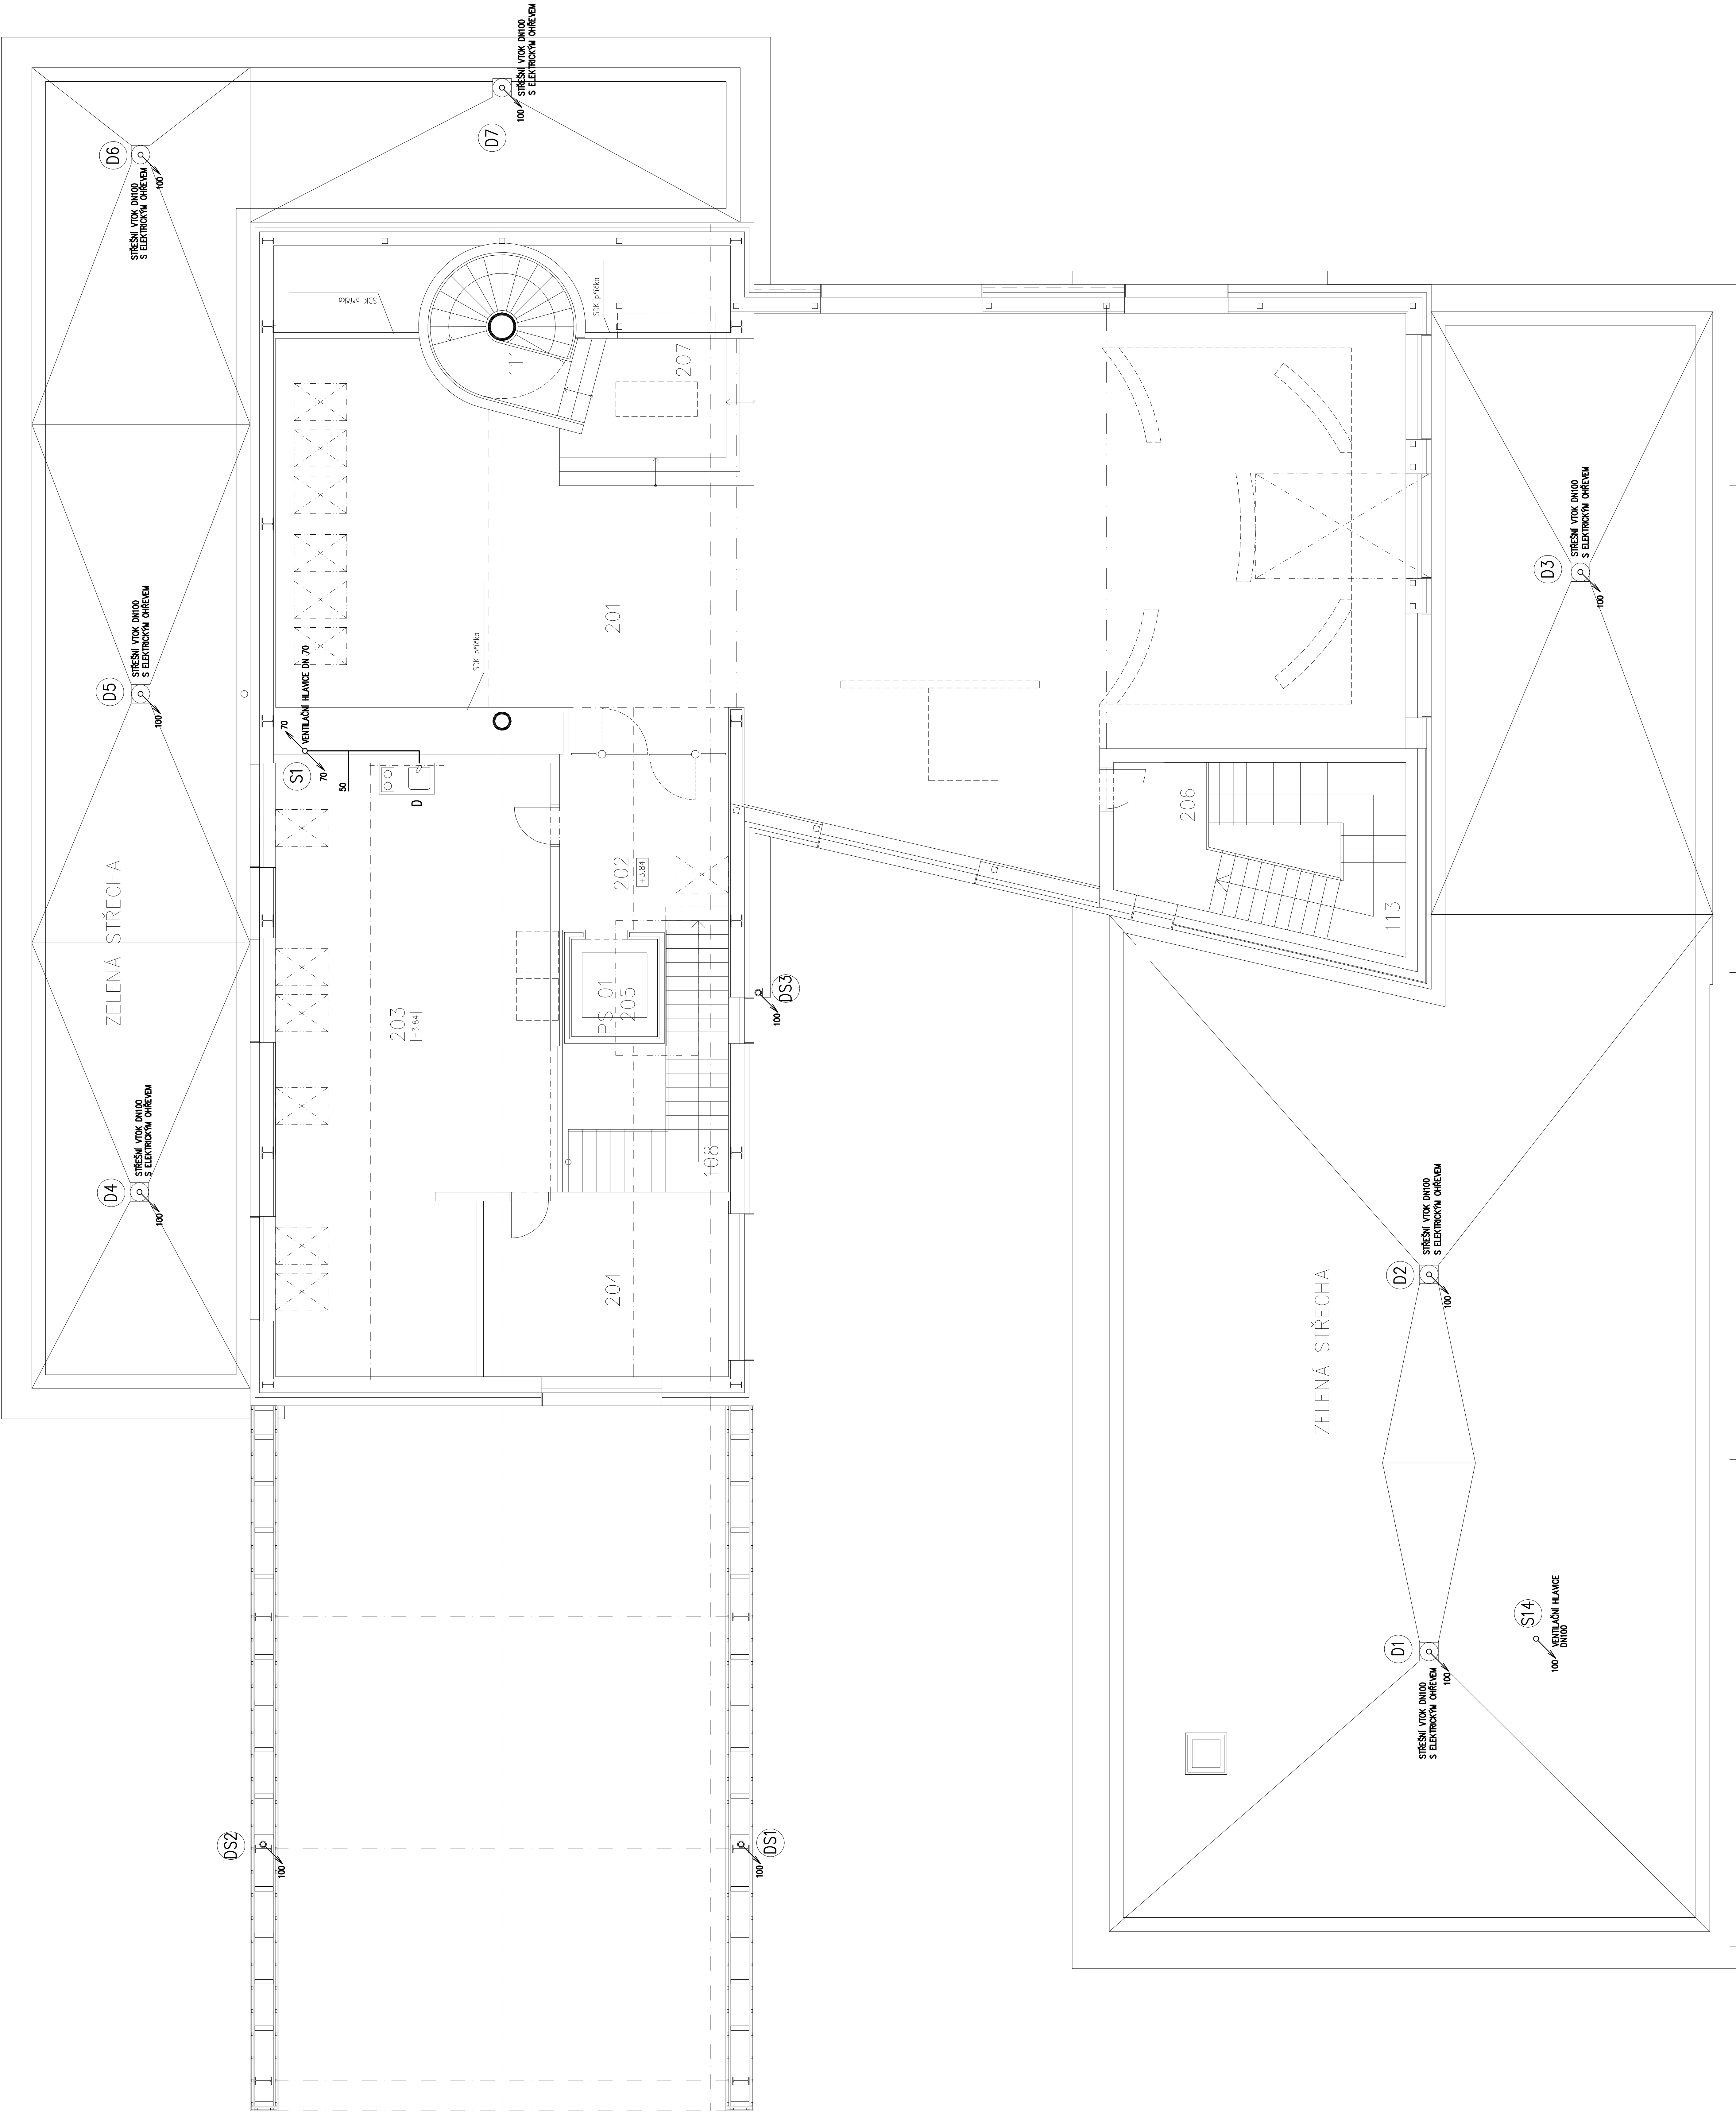 STŘEŠNÍ VTOK DN100
S ELEKTRICKÝM OHŘEVEM
100
D7
D6
STŘEŠNÍ VTOK DN100
S ELEKTRICKÝM OHŘEVEM
100
SDK příčka
SDK příčka
111
207
STŘEŠNÍ VTOK DN100
S ELEKTRICKÝM OHŘEVEM
D3
100
STŘEŠNÍ VTOK DN100
S ELEKTRICKÝM OHŘEVEM
D5
100
SDK příčka
201
VENTILAČNÍ HLAVICE DN 70
70
S1
70
50
D
206
113
ZELENÁ STŘECHA
202
+3,84
203
+3,84
PS 01
205
DS3
100
STŘEŠNÍ VTOK DN100
S ELEKTRICKÝM OHŘEVEM
D4
100
108
204
STŘEŠNÍ VTOK DN100
S ELEKTRICKÝM OHŘEVEM
D2
100
ZELENÁ STŘECHA
S14
VENTILAČNÍ HLAVICE
DN100
100
D1
100
STŘEŠNÍ VTOK DN100
S ELEKTRICKÝM OHŘEVEM
DS2
100
DS1
100